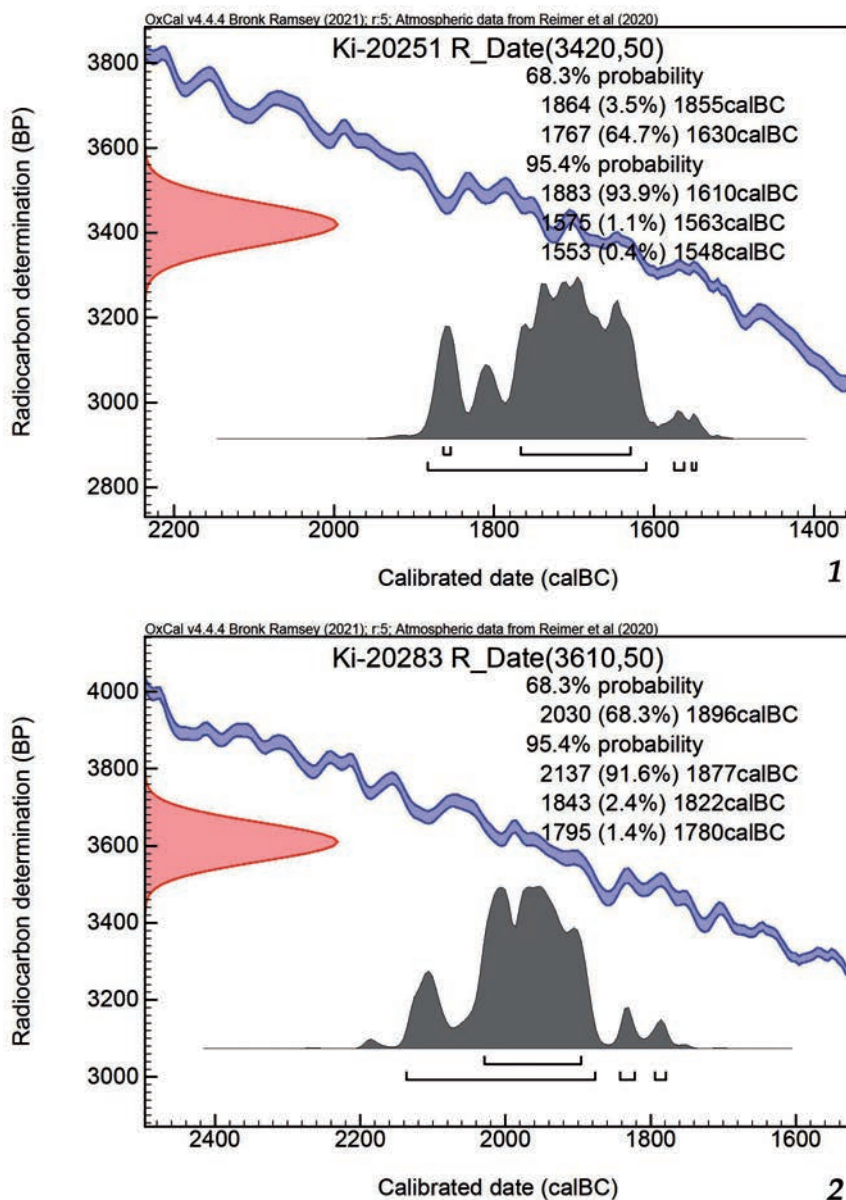 OxCal v4.4.4 Bronk Ramsey (2021); r:5; Atmospheric data from Reimer et al (2020)
Ki-20251 R_Date(3420,50)
68.3% probability
1864 (3.5%) 1855calBC
1767 (64.7%) 1630calBC
95.4% probability
1883 (93.9%) 1610calBC
1575 (1.1%) 1563calBC
1553 (0.4%) 1548calBC
Radiocarbon determination (BP)
3800
3600
3400
3200
3000
2800
2200 2000 1800 1600 1400
Calibrated date (calBC)
1
OxCal v4.4.4 Bronk Ramsey (2021); r:5; Atmospheric data from Reimer et al (2020)
Ki-20283 R_Date(3610,50)
68.3% probability
2030 (68.3%) 1896calBC
95.4% probability
2137 (91.6%) 1877calBC
1843 (2.4%) 1822calBC
1795 (1.4%) 1780calBC
Radiocarbon determination (BP)
4000
3800
3600
3400
3200
3000
2400 2200 2000 1800 1600
Calibrated date (calBC)
2